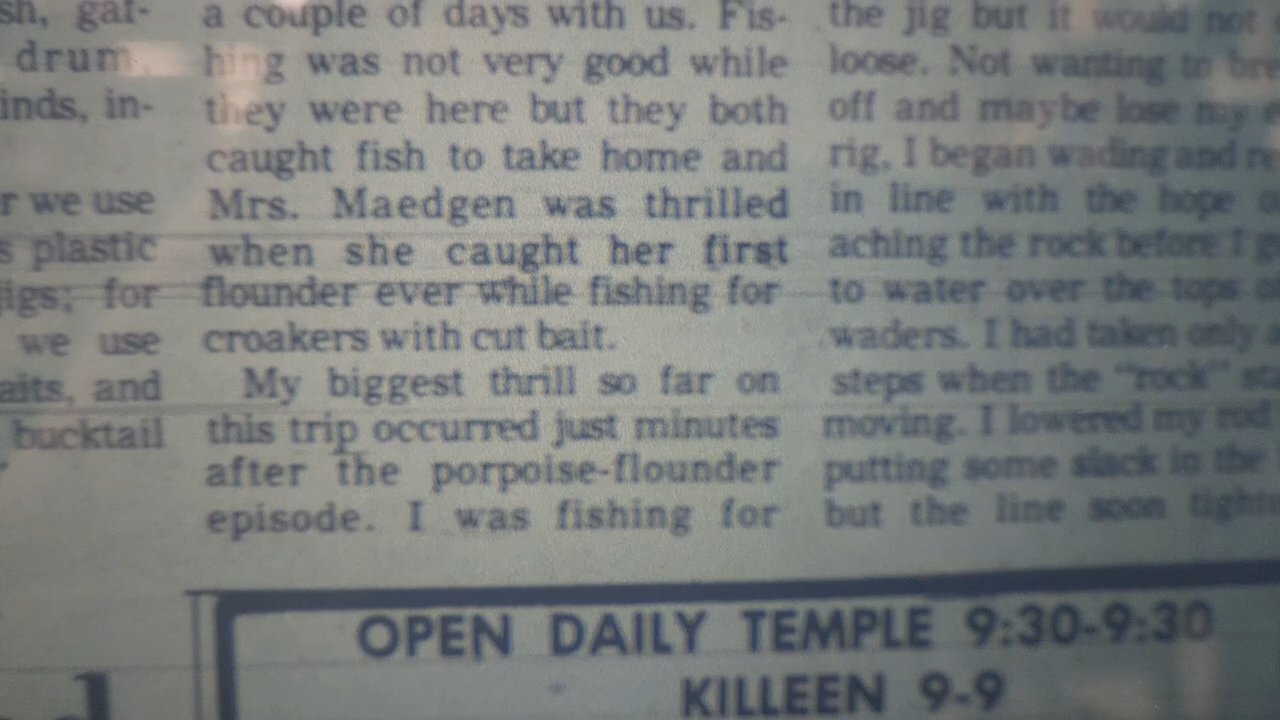 sh, gaf-
drum,
inds, in-
r we use
s plastic
jigs; for
we use
aits, and
bucktail
a couple of days with us. Fis-
hing was not very good while
they were here but they both
caught fish to take home and
Mrs. Maedgen was thrilled
when she caught her first
flounder ever while fishing for
croakers with cut bait.
My biggest thrill so far on
this trip occurred just minutes
after the porpoise-flounder
episode. I was fishing for
the jig but it would not
loose. Not wanting to bre
off and maybe lose my e
rig, I began wading and re
in line with the hope o
aching the rock before I g
to water over the tops of
waders. I had taken only a
steps when the "rock" sta
moving. I lowered my rod
putting some slack in the
but the line soon tight
OPEN DAILY TEMPLE 9:30-9:30
KILLEEN 9-9